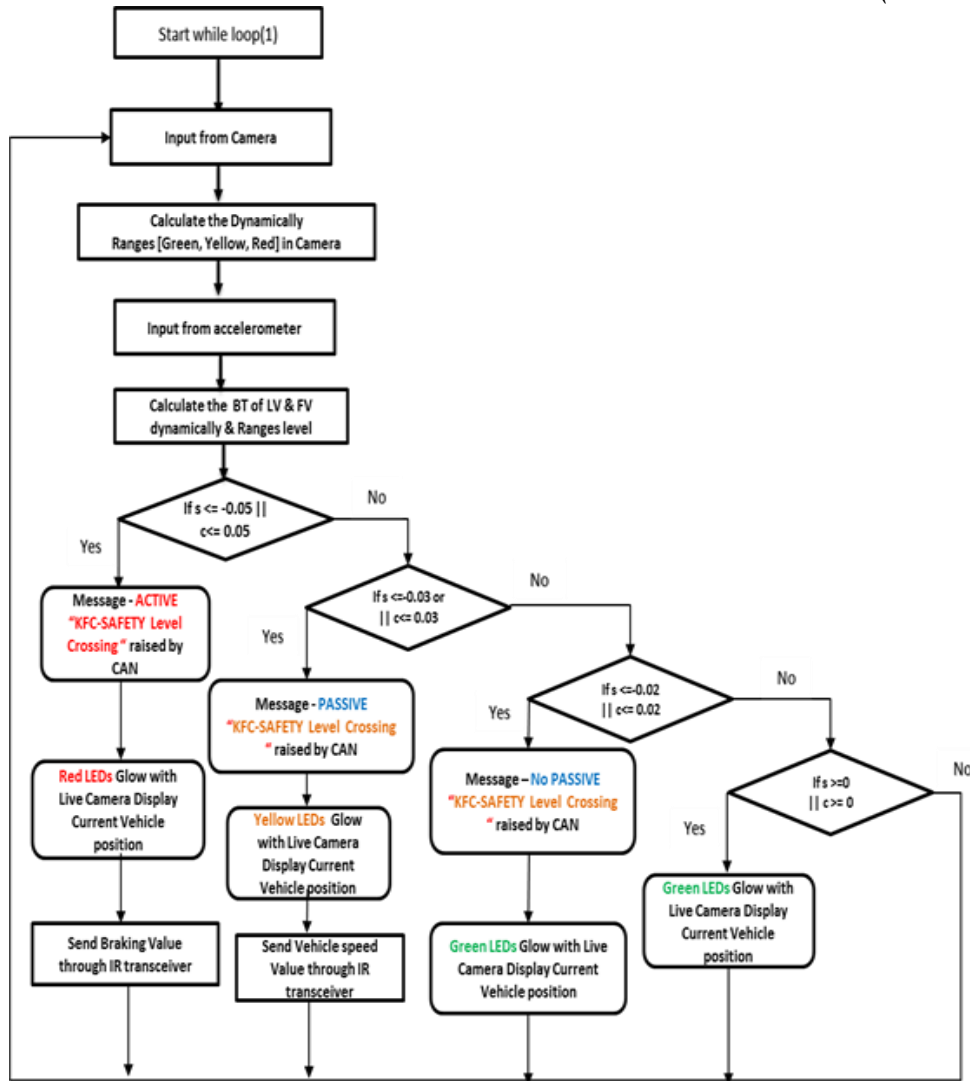 Start while loop(1)
Input from Camera
Calculate the Dynamically
Ranges [Green, Yellow, Red] in Camera
Input from accelerometer
Calculate the BT of LV & FV
dynamically & Ranges level
If s <= -0.05 ||
c<= 0.05
No
Yes
Message - ACTIVE
“KFC-SAFETY Level
Crossing “ raised by
CAN
Red LEDs Glow with
Live Camera Display
Current Vehicle
position
Send Braking Value
through IR transceiver
If s <=-0.03 or
|| c<= 0.03
No
Yes
Message - PASSIVE
“KFC-SAFETY Level Crossing
“ raised by CAN
Yellow LEDs Glow
with Live Camera
Display Current
Vehicle position
Send Vehicle speed
Value through IR
transceiver
If s <=-0.02
|| c<= 0.02
No
Yes
Message – No PASSIVE
“KFC-SAFETY Level Crossing
“ raised by CAN
Green LEDs Glow with Live
Camera Display Current
Vehicle position
If s >=0
|| c >= 0
No
Yes
Green LEDs Glow with
Live Camera Display
Current Vehicle
position